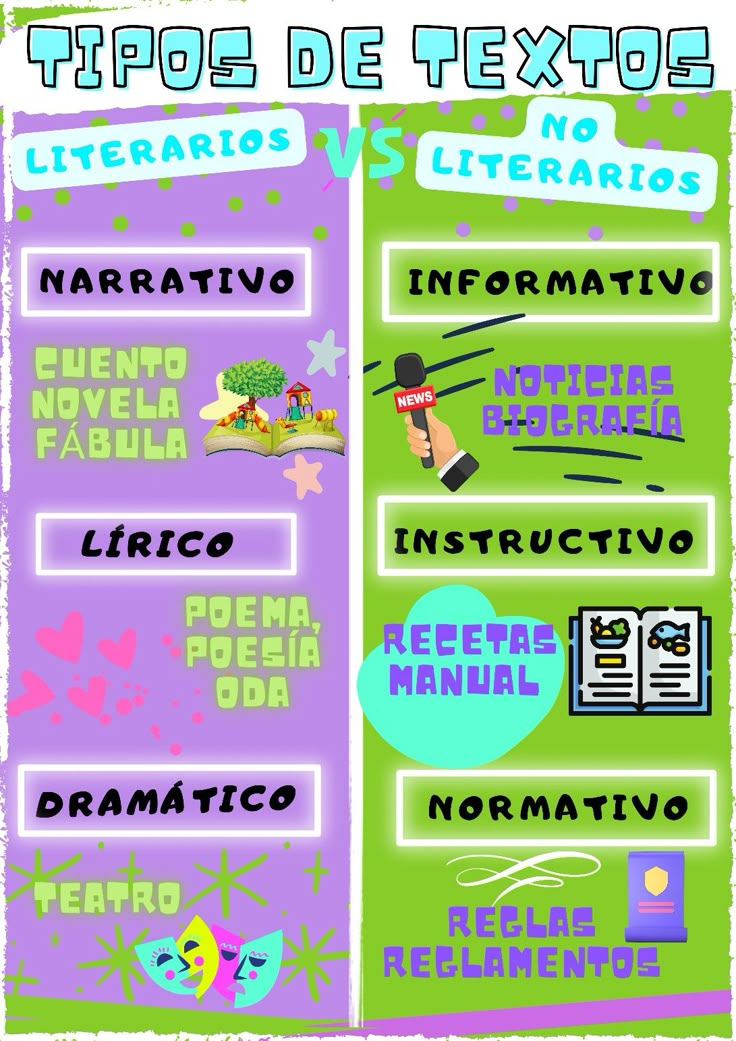 TIPOS DE TEXTOS
LITERARIOS
VS
NO
LITERARIOS
NARRATIVO
CUENTO
NOVELA
FÁBULA
LÍRICO
POEMA,
POESÍA
ODA
DRAMÁTICO
TEATRO
INFORMATIVO
NEWS
NOTICIAS
BIOGRAFÍA
INSTRUCTIVO
RECETAS
MANUAL
NORMATIVO
REGLAS
REGLAMENTOS